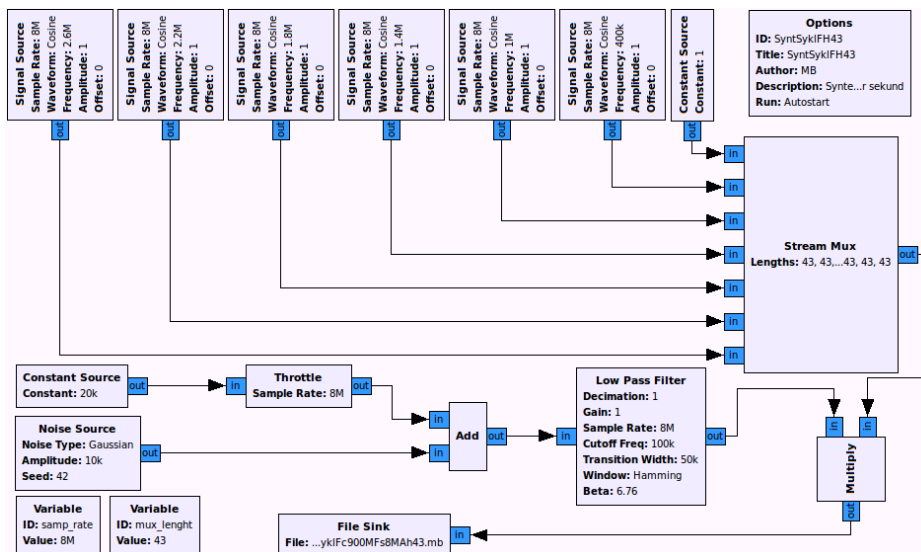 Signal Source
Sample Rate: 8M
Waveform: Cosine
Frequency: 2.6M
Amplitude: 1
Offset: 0
out
Signal Source
Sample Rate: 8M
Waveform: Cosine
Frequency: 2.2M
Amplitude: 1
Offset: 0
out
Signal Source
Sample Rate: 8M
Waveform: Cosine
Frequency: 1.8M
Amplitude: 1
Offset: 0
out
Signal Source
Sample Rate: 8M
Waveform: Cosine
Frequency: 1.4M
Amplitude: 1
Offset: 0
out
Signal Source
Sample Rate: 8M
Waveform: Cosine
Frequency: 1M
Amplitude: 1
Offset: 0
out
Signal Source
Sample Rate: 8M
Waveform: Cosine
Frequency: 400k
Amplitude: 1
Offset: 0
out
Constant Source
Constant: 1
out
Options
ID: SyntSykIFH43
Title: SyntSykIFH43
Author: MB
Description: Synte...r sekund
Run: Autostart
in
in
in
in
in
in
in
Stream Mux
Lengths: 43, 43,...43, 43, 43
out
Constant Source
Constant: 20k
out
in
Throttle
Sample Rate: 8M
out
Noise Source
Noise Type: Gaussian
Amplitude: 10k
Seed: 42
out
in
in
Add
out
in
Low Pass Filter
Decimation: 1
Gain: 1
Sample Rate: 8M
Cutoff Freq: 100k
Transition Width: 50k
Window: Hamming
Beta: 6.76
out
in
in
Multiply
out
Variable
ID: samp_rate
Value: 8M
Variable
ID: mux_lenght
Value: 43
File Sink
File: ...ykIFc900MFs8MAh43.mb
in